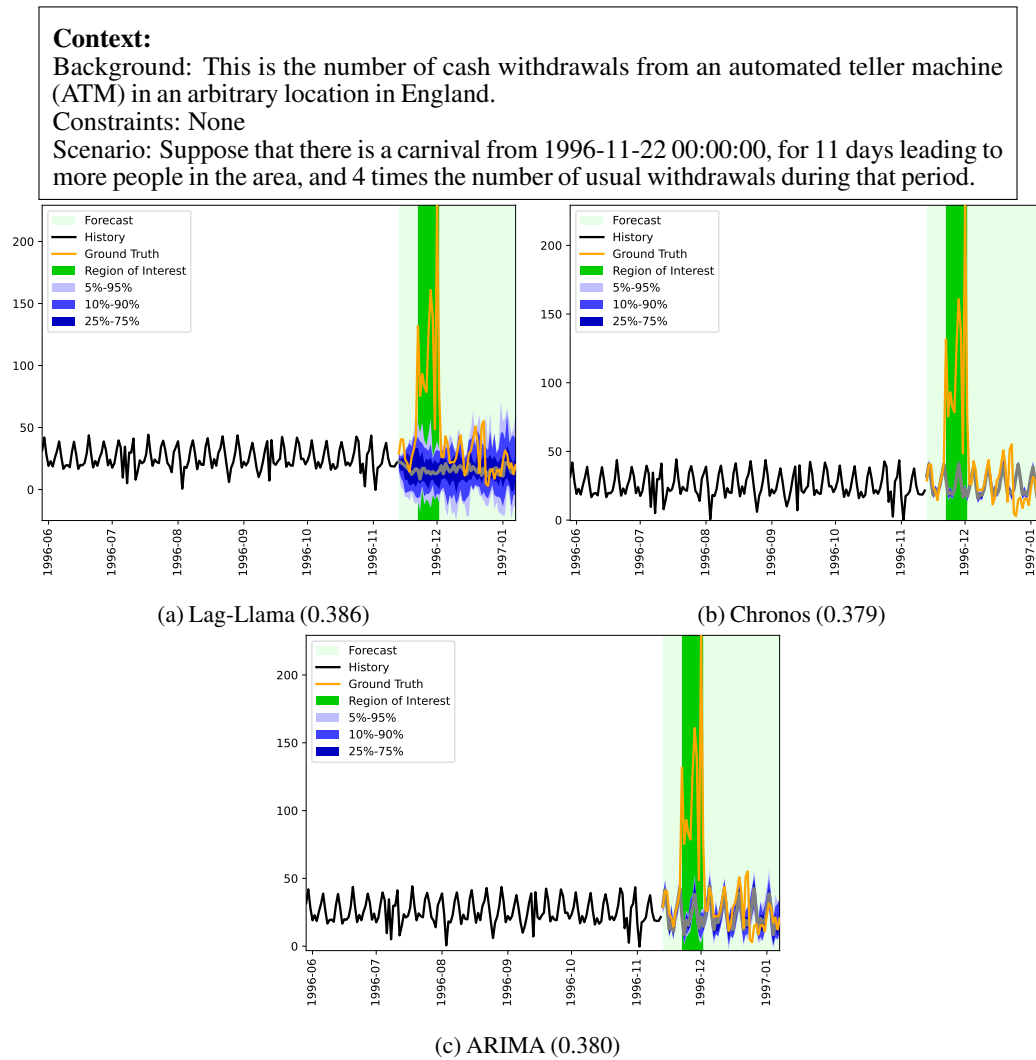 Context:
Background: This is the number of cash withdrawals from an automated teller machine
(ATM) in an arbitrary location in England.
Constraints: None
Scenario: Suppose that there is a carnival from 1996-11-22 00:00:00, for 11 days leading to
more people in the area, and 4 times the number of usual withdrawals during that period.
Forecast
History
Ground Truth
Region of Interest
5%-95%
10%-90%
25%-75%
200
150
100
50
0
1996-06
1996-07
1996-08
1996-09
1996-10
1996-11
1996-12
1997-01
(a) Lag-Llama (0.386)
Forecast
History
Ground Truth
Region of Interest
5%-95%
10%-90%
25%-75%
200
150
100
50
0
1996-06
1996-07
1996-08
1996-09
1996-10
1996-11
1996-12
1997-01
(b) Chronos (0.379)
Forecast
History
Ground Truth
Region of Interest
5%-95%
10%-90%
25%-75%
200
150
100
50
0
1996-06
1996-07
1996-08
1996-09
1996-10
1996-11
1996-12
1997-01
(c) ARIMA (0.380)